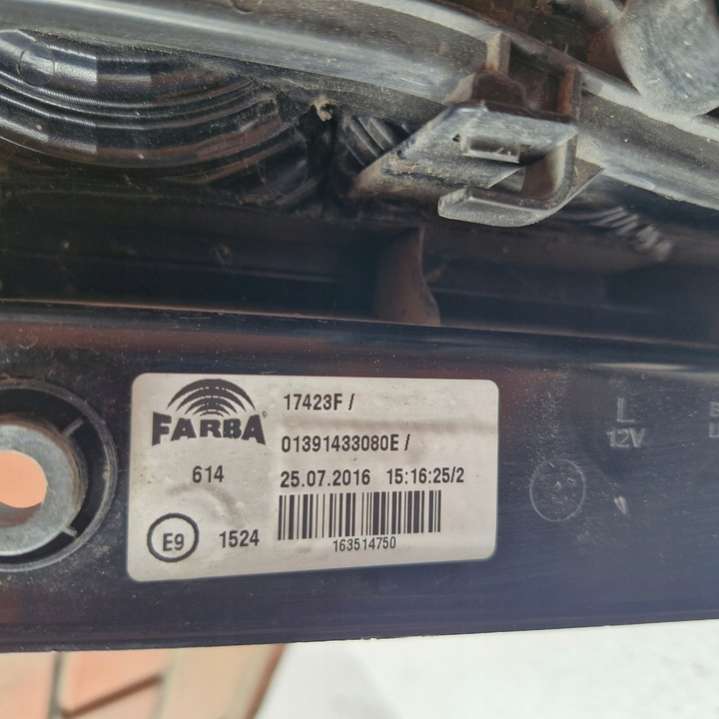 FARBA
17423F /
01391433080E /
614
25.07.2016 15:16:25/2
E9 1524
163514750
L
12V